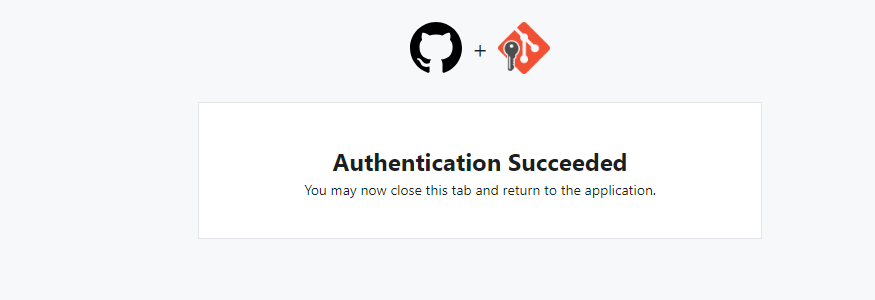 +
Authentication Succeeded
You may now close this tab and return to the application.